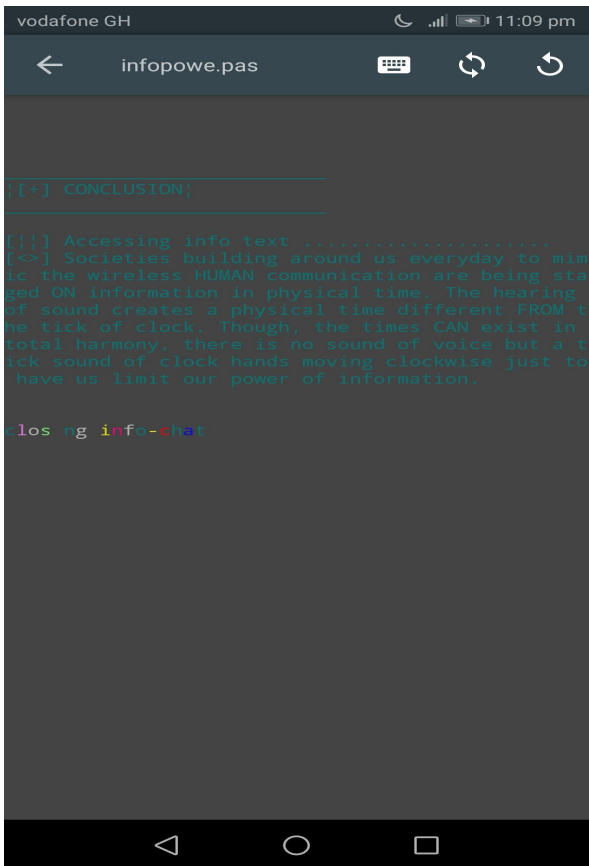 vodafone GH 11:09 pm
infopowe.pas
¦[+] CONCLUSION¦
[¦¦] Accessing info text .....................
[<>] Societies building around us everyday to mim
ic the wireless HUMAN communication are being sta
ged ON information in physical time. The hearing
of sound creates a physical time different FROM t
he tick of clock. Though, the times CAN exist in
total harmony, there is no sound of voice but a t
ick sound of clock hands moving clockwise just to
have us limit our power of information.
clos ng info-chat